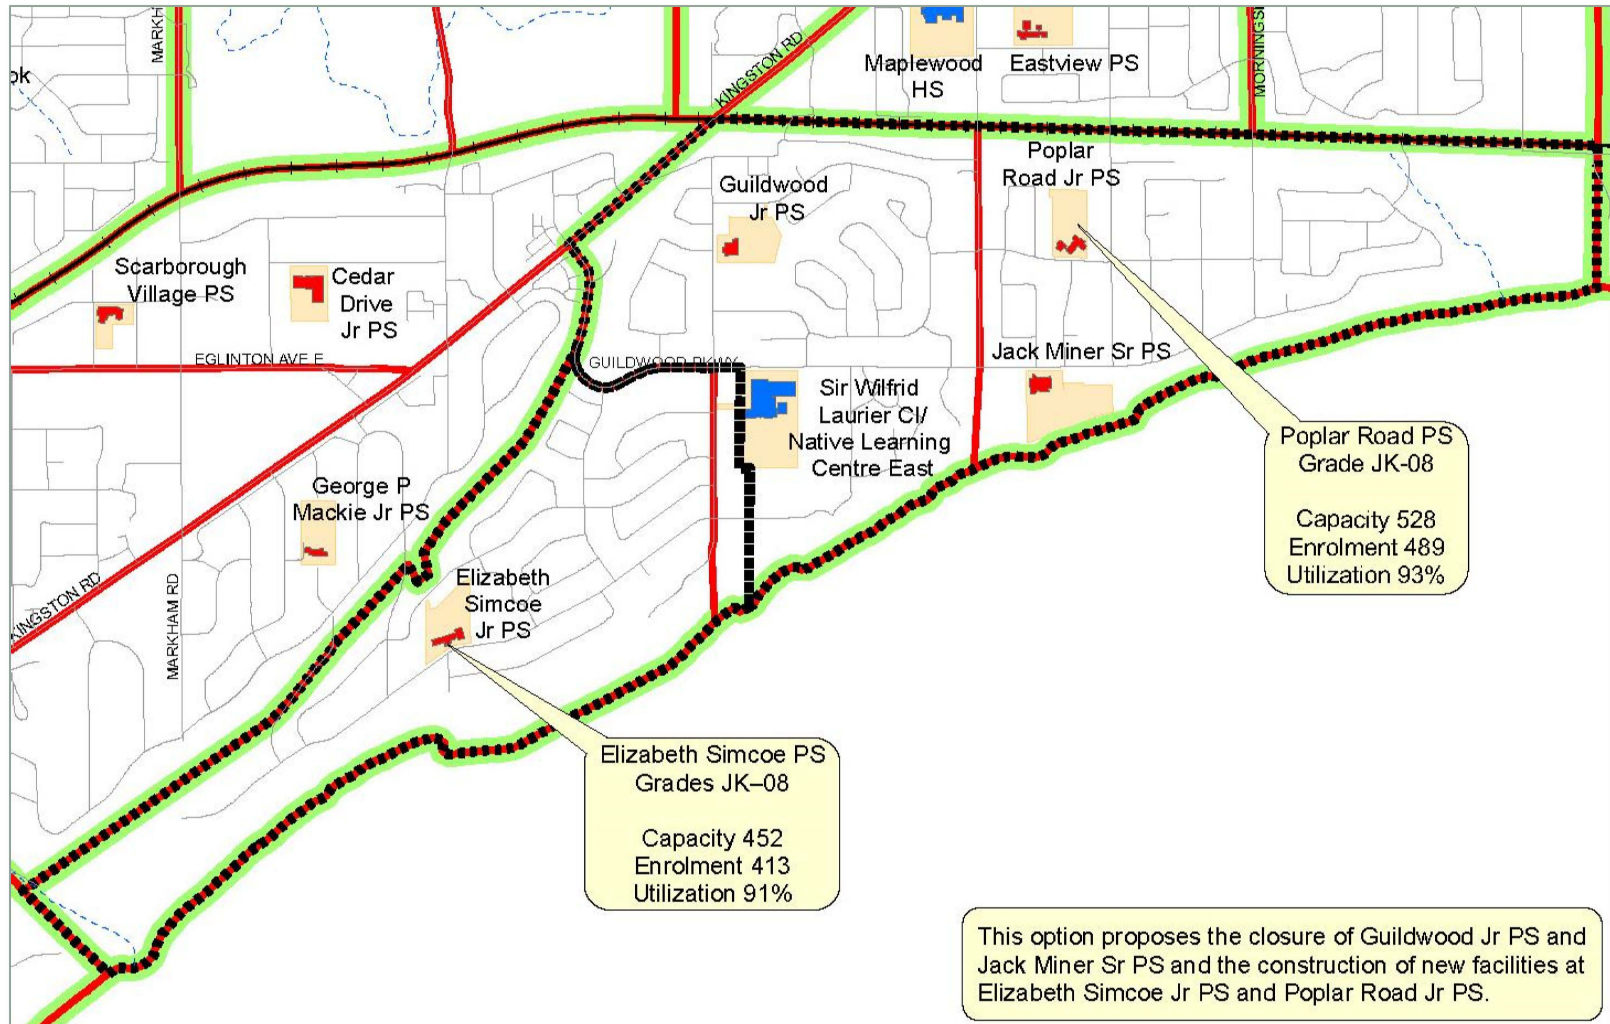 MARKH
KINGSTON RD
Maplewood
HS
Eastview PS
MORNINGSI
ok
Poplar
Road Jr PS
Guildwood
Jr PS
Scarborough
Village PS
Cedar
Drive
Jr PS
EGLINTON AVE E
GUILDWOOD PKWY
Jack Miner Sr PS
Sir Wilfrid
Laurier CI/
Native Learning
Centre East
George P
Mackie Jr PS
Poplar Road PS
Grade JK-08
Capacity 528
Enrolment 489
Utilization 93%
KINGSTON RD
MARKHAM RD
Elizabeth
Simcoe
Jr PS
Elizabeth Simcoe PS
Grades JK–08
Capacity 452
Enrolment 413
Utilization 91%
This option proposes the closure of Guildwood Jr PS and
Jack Miner Sr PS and the construction of new facilities at
Elizabeth Simcoe Jr PS and Poplar Road Jr PS.